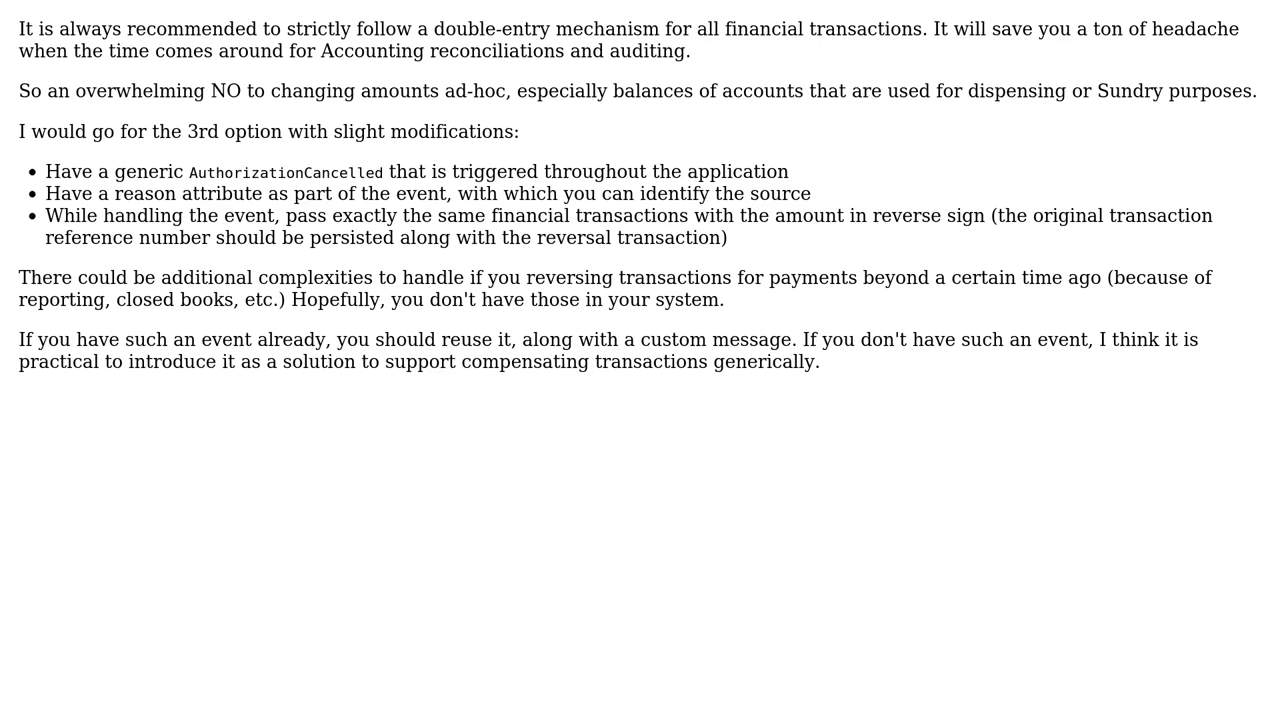 It is always recommended to strictly follow a double-entry mechanism for all financial transactions. It will save you a ton of headache
when the time comes around for Accounting reconciliations and auditing.
So an overwhelming NO to changing amounts ad-hoc, especially balances of accounts that are used for dispensing or Sundry purposes.
I would go for the 3rd option with slight modifications:
• Have a generic AuthorizationCancelled that is triggered throughout the application
• Have a reason attribute as part of the event, with which you can identify the source
• While handling the event, pass exactly the same financial transactions with the amount in reverse sign (the original transaction
reference number should be persisted along with the reversal transaction)
There could be additional complexities to handle if you reversing transactions for payments beyond a certain time ago (because of
reporting, closed books, etc.) Hopefully, you don't have those in your system.
If you have such an event already, you should reuse it, along with a custom message. If you don't have such an event, I think it is
practical to introduce it as a solution to support compensating transactions generically.